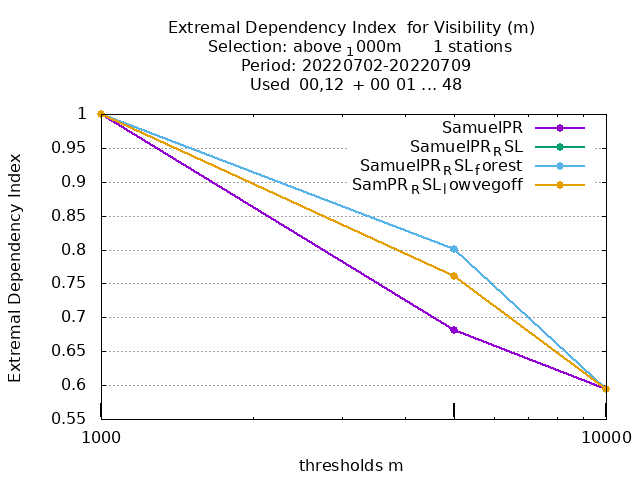 Extremal Dependency Index for Visibility (m)
Selection: above 1000m 1 stations
Period: 20220702-20220709
Used 00,12 + 00 01 ... 48
SamuelPR
SamuelPRRSL
SamuelPRRSLforest
SamPRRSLlowvegoff
Extremal Dependency Index
1
0.95
0.9
0.85
0.8
0.75
0.7
0.65
0.6
0.55
1000
10000
thresholds m